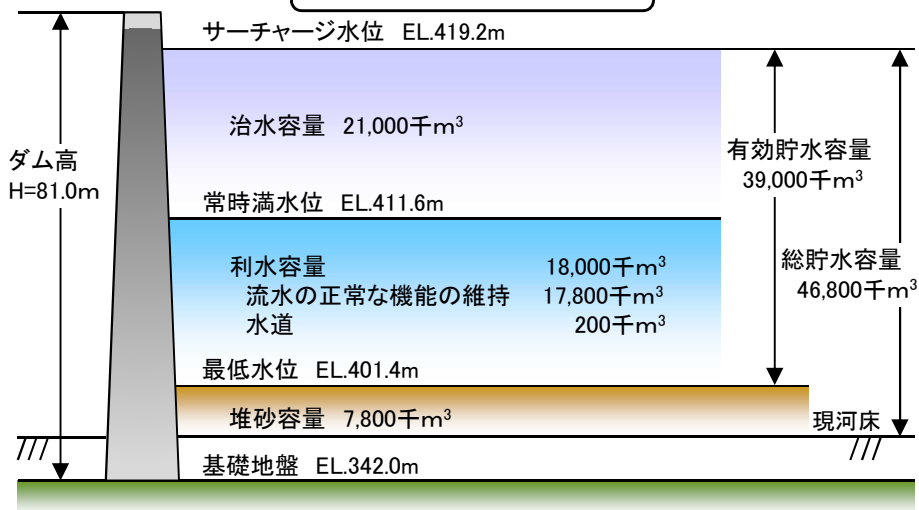 サーチャージ水位 EL.419.2m
治水容量 21,000千m³
ダム高
H=81.0m
有効貯水容量
39,000千m³
常時満水位 EL.411.6m
利水容量 18,000千m³
流水の正常な機能の維持 17,800千m³
水道 200千m³
総貯水容量
46,800千m³
最低水位 EL.401.4m
堆砂容量 7,800千m³
現河床
基礎地盤 EL.342.0m